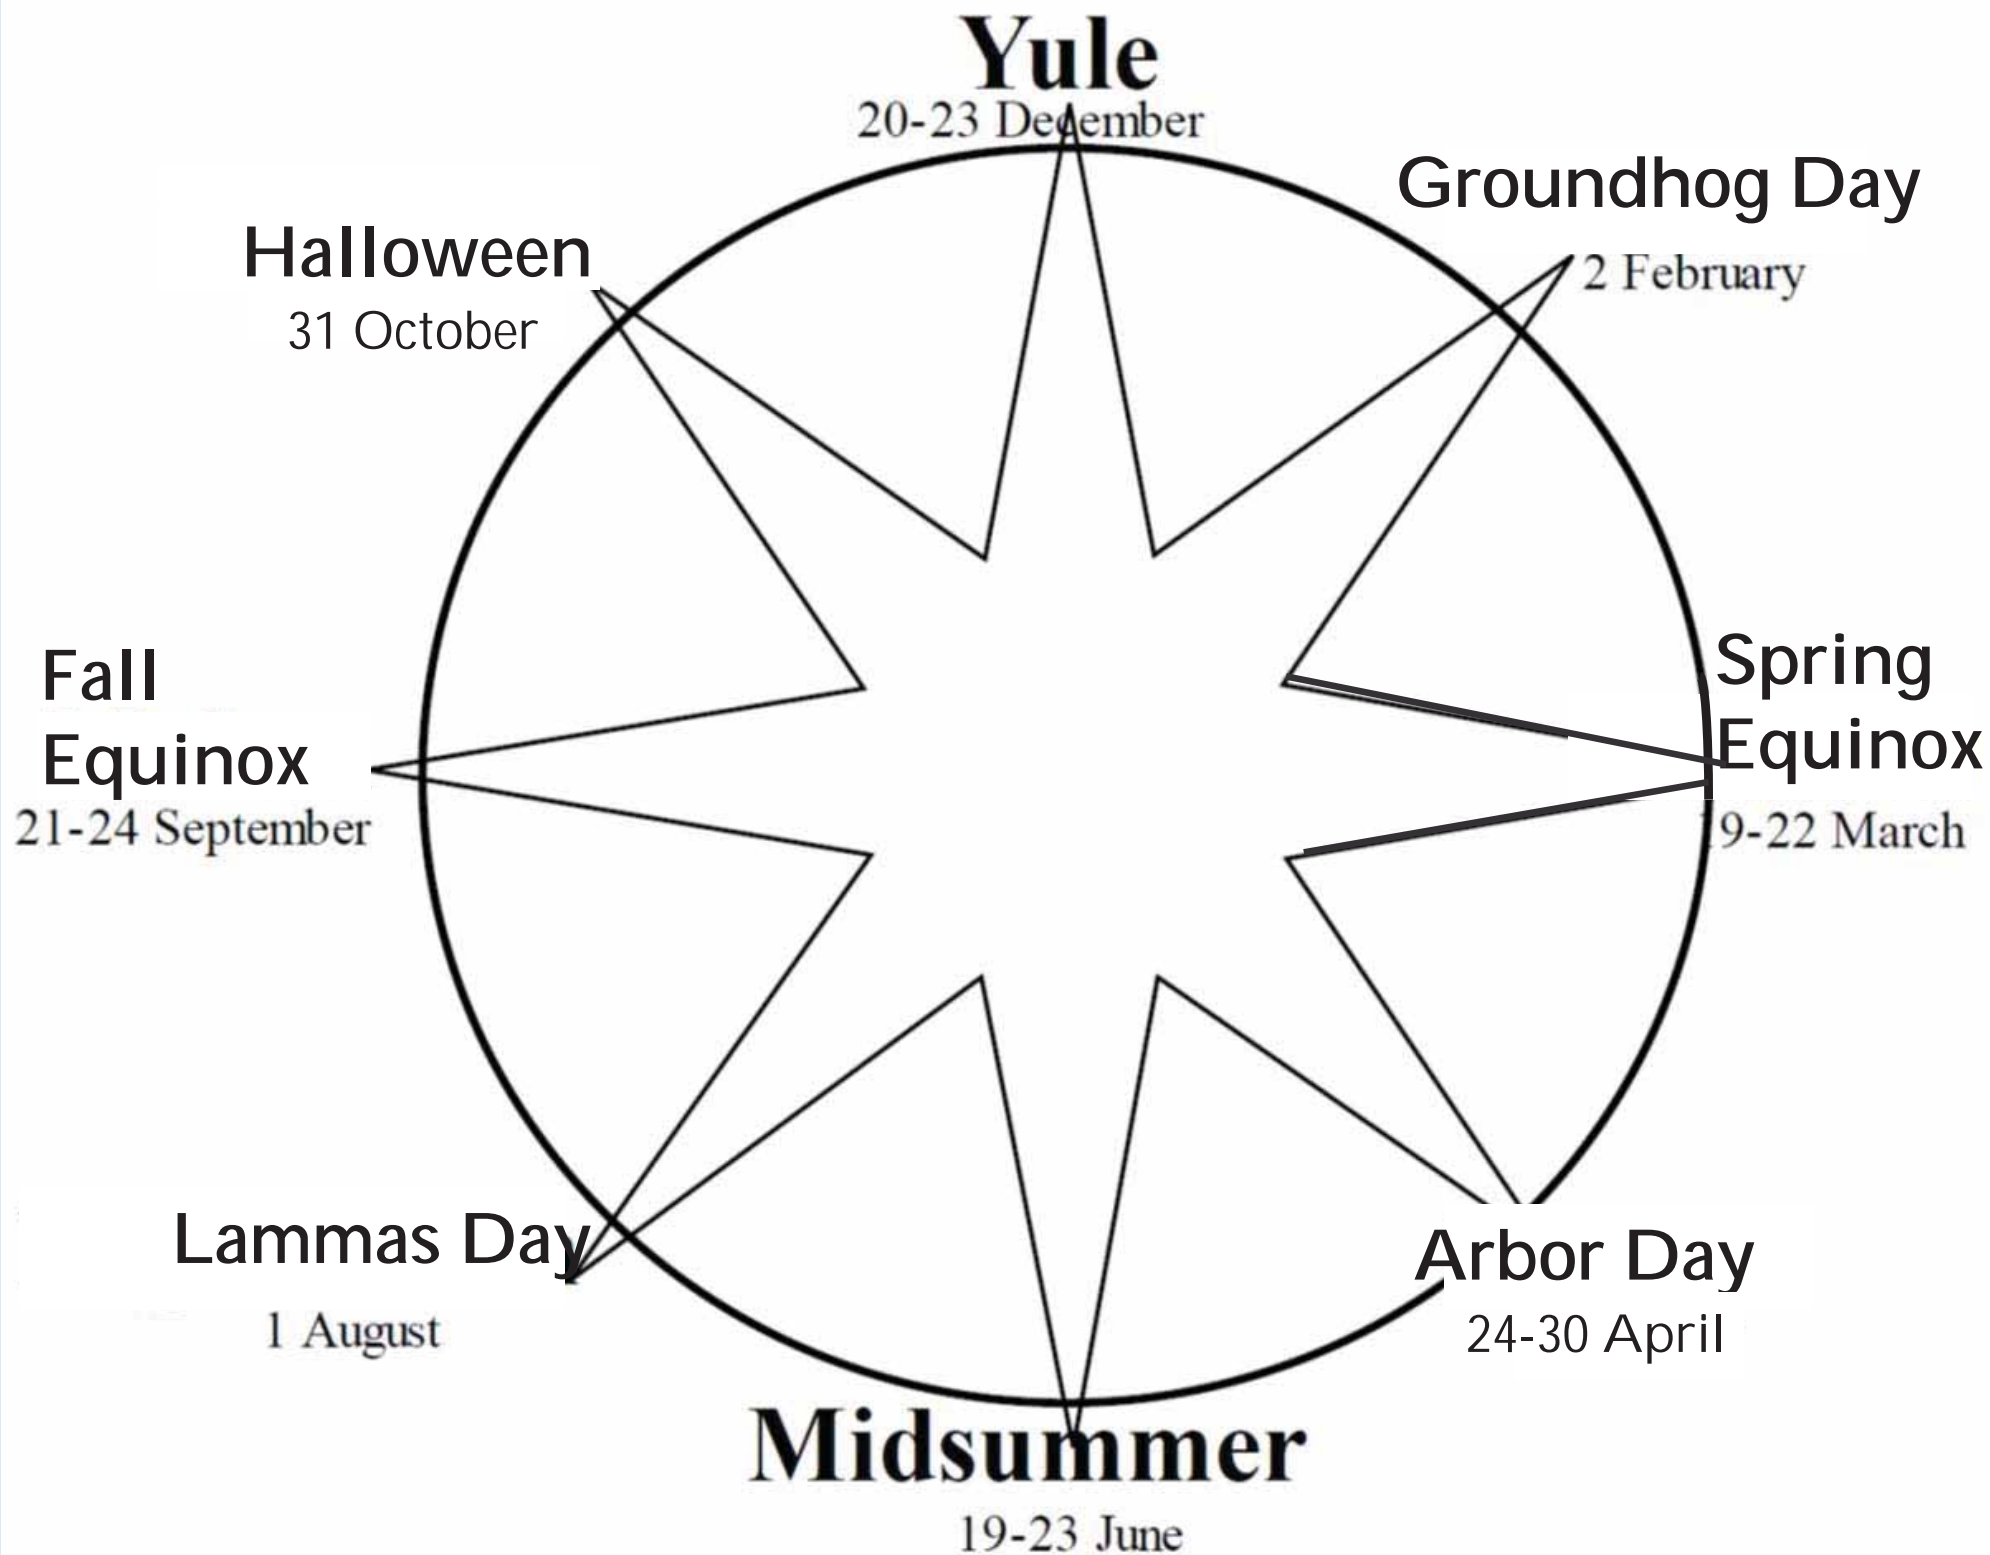 Yule
20-23 December
Groundhog Day
2 February
Halloween
31 October
Spring
Equinox
19-22 March
Fall
Equinox
21-24 September
Lammas Day
1 August
Arbor Day
24-30 April
Midsummer
19-23 June